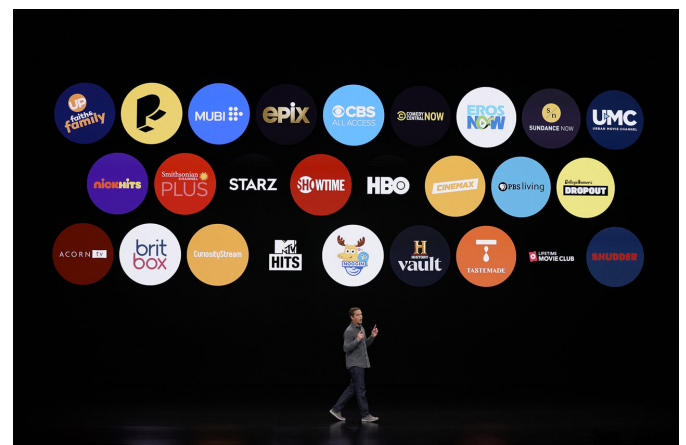 UP
faith&
family
MUBI
ePIX
CBS
ALL ACCESS
COMEDY
CENTRAL NOW
EROS
NOW
s/n
SUNDANCE NOW
UMC
URBAN MOVIE CHANNEL
nickHITS
Smithsonian
CHANNEL
PLUS
STARZ
SHOWTIME
HBO
CINEMAX
PBS living
CollegeHumor's
DROPOUT
ACORN tv
brit
box
CuriosityStream
MTV
HITS
NOGGIN
H
HISTORY
vault
T
TASTEMADE
LIFETIME
MOVIE CLUB
SHUDDER